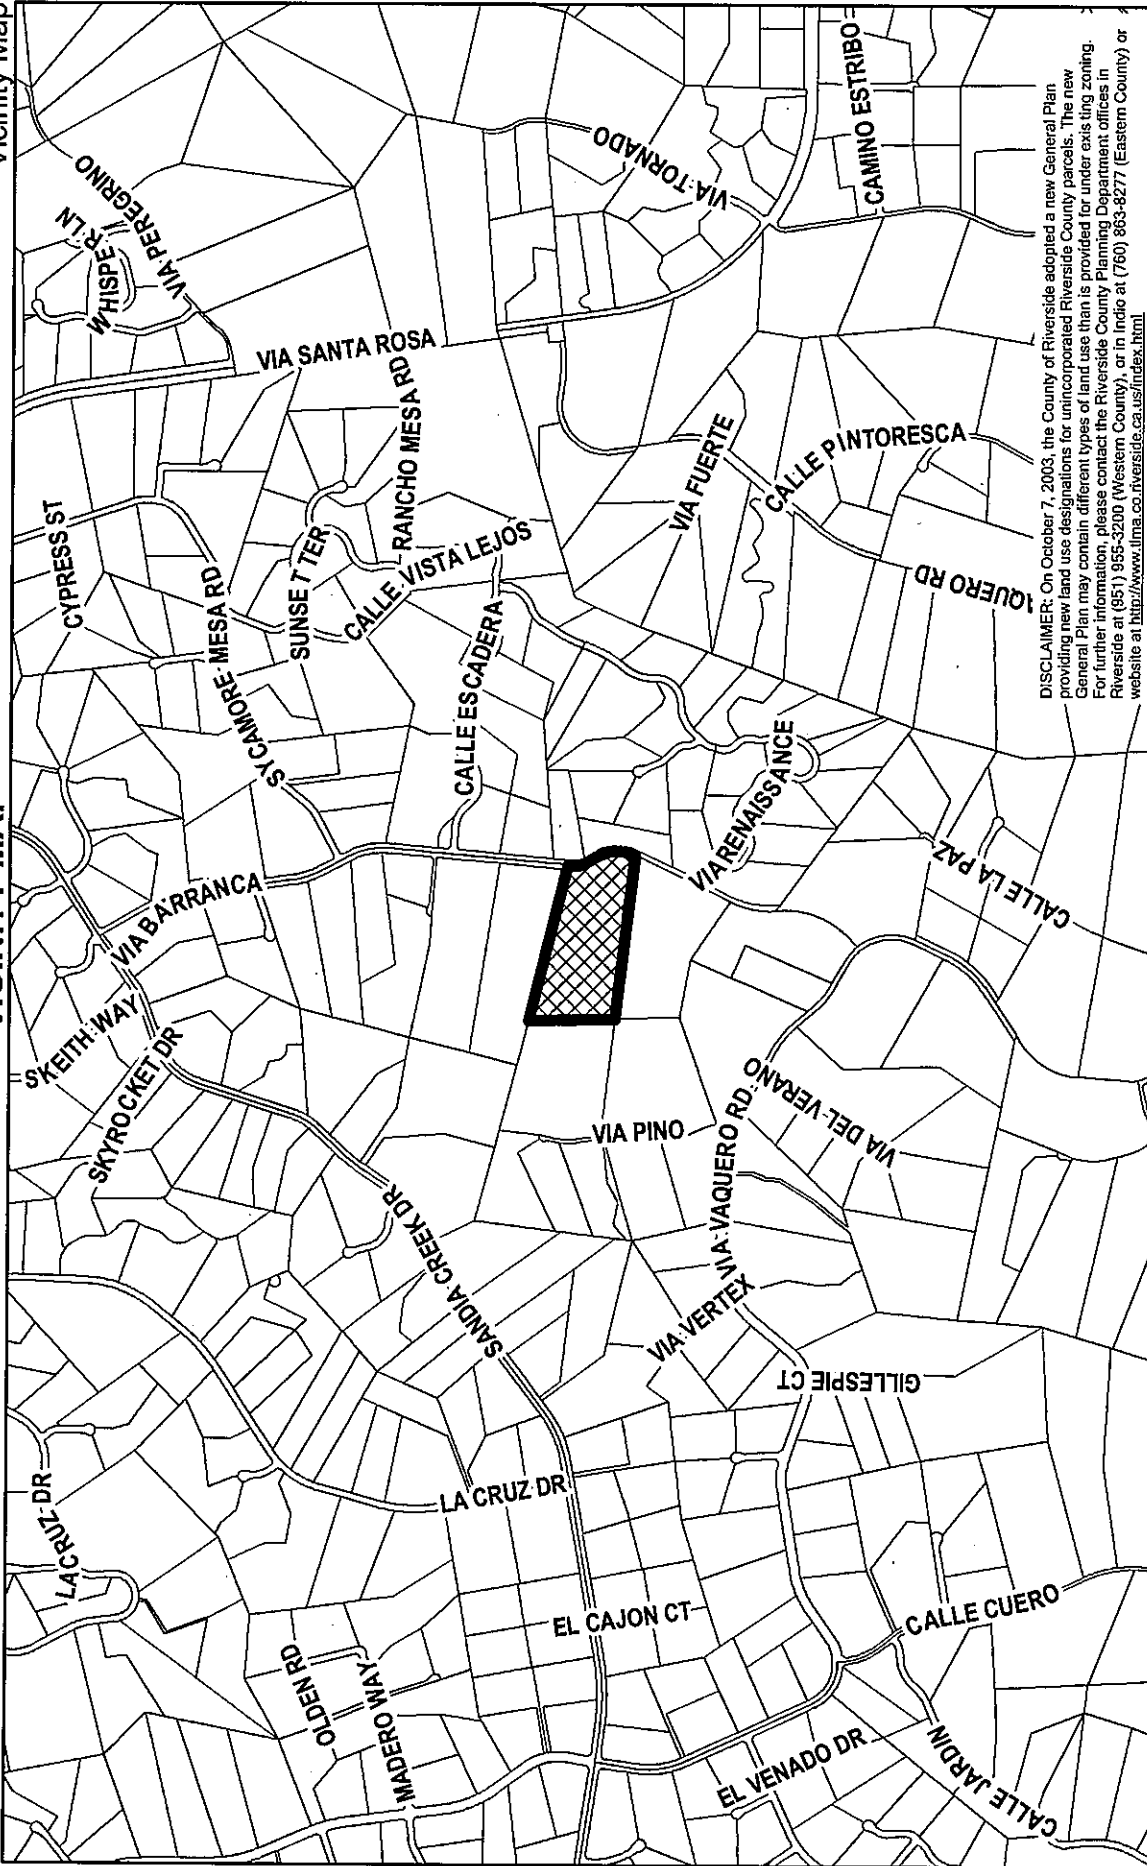 Vicinity Map
WHISPER LN
VIA PEREGRINO
VIA SANTA ROSA
CYPRESS ST
SYCAMORE MESA RD
SUNSET TER
RANCHO MESA RD
CALLE VISTA LEJOS
CALLE ESCADERA
VIA TORNADO
CAMINO ESTRIBO
VIA FUERTE
CALLE PINTORESCA
AQUERO RD
VIA BARRANCA
SKEITH WAY
SKYROCKET DR
VIA RENAISSANCE
CALLE LA PAZ
VIA PINO
VIA VAQUERO RD
VIA DEL VERANO
VIA VERTEX
GILLESPIE CT
SANDIA CREEK DR
LA CRUZ DR
LA CRUZ DR
EL CAJON CT
OLDEN RD
MADERO WAY
EL VENADO DR
CALLE CUERO
CALLE JARDIN
DISCLAIMER: On October 7, 2003, the County of Riverside adopted a new General Plan
providing new land use designations for unincorporated Riverside County parcels. The new
General Plan may contain different types of land use than is provided for under existing zoning.
For further information, please contact the Riverside County Planning Department offices in
Riverside at (951) 955-3200 (Western County), or in Indio at (760) 863-8277 (Eastern County) or
website at http://www.tlma.co.riverside.ca.us/index.html